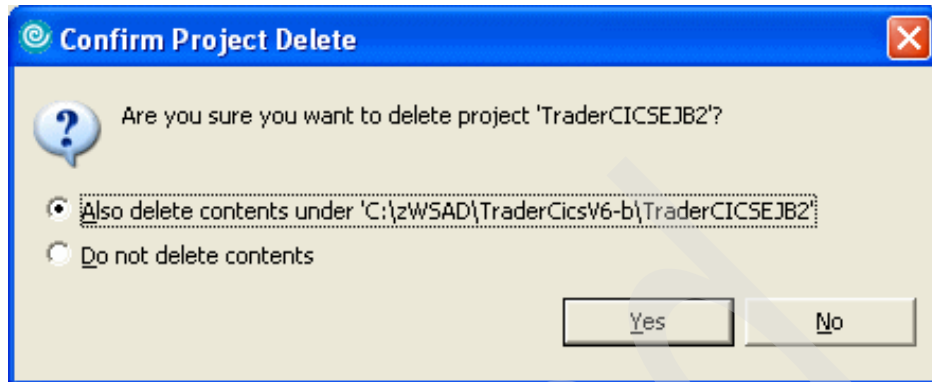 Confirm Project Delete
Are you sure you want to delete project 'TraderCICSEJB2'?
Also delete contents under 'C:\zWSAD\TraderCicsV6-b\TraderCICSEJB2'
Do not delete contents
Yes
No